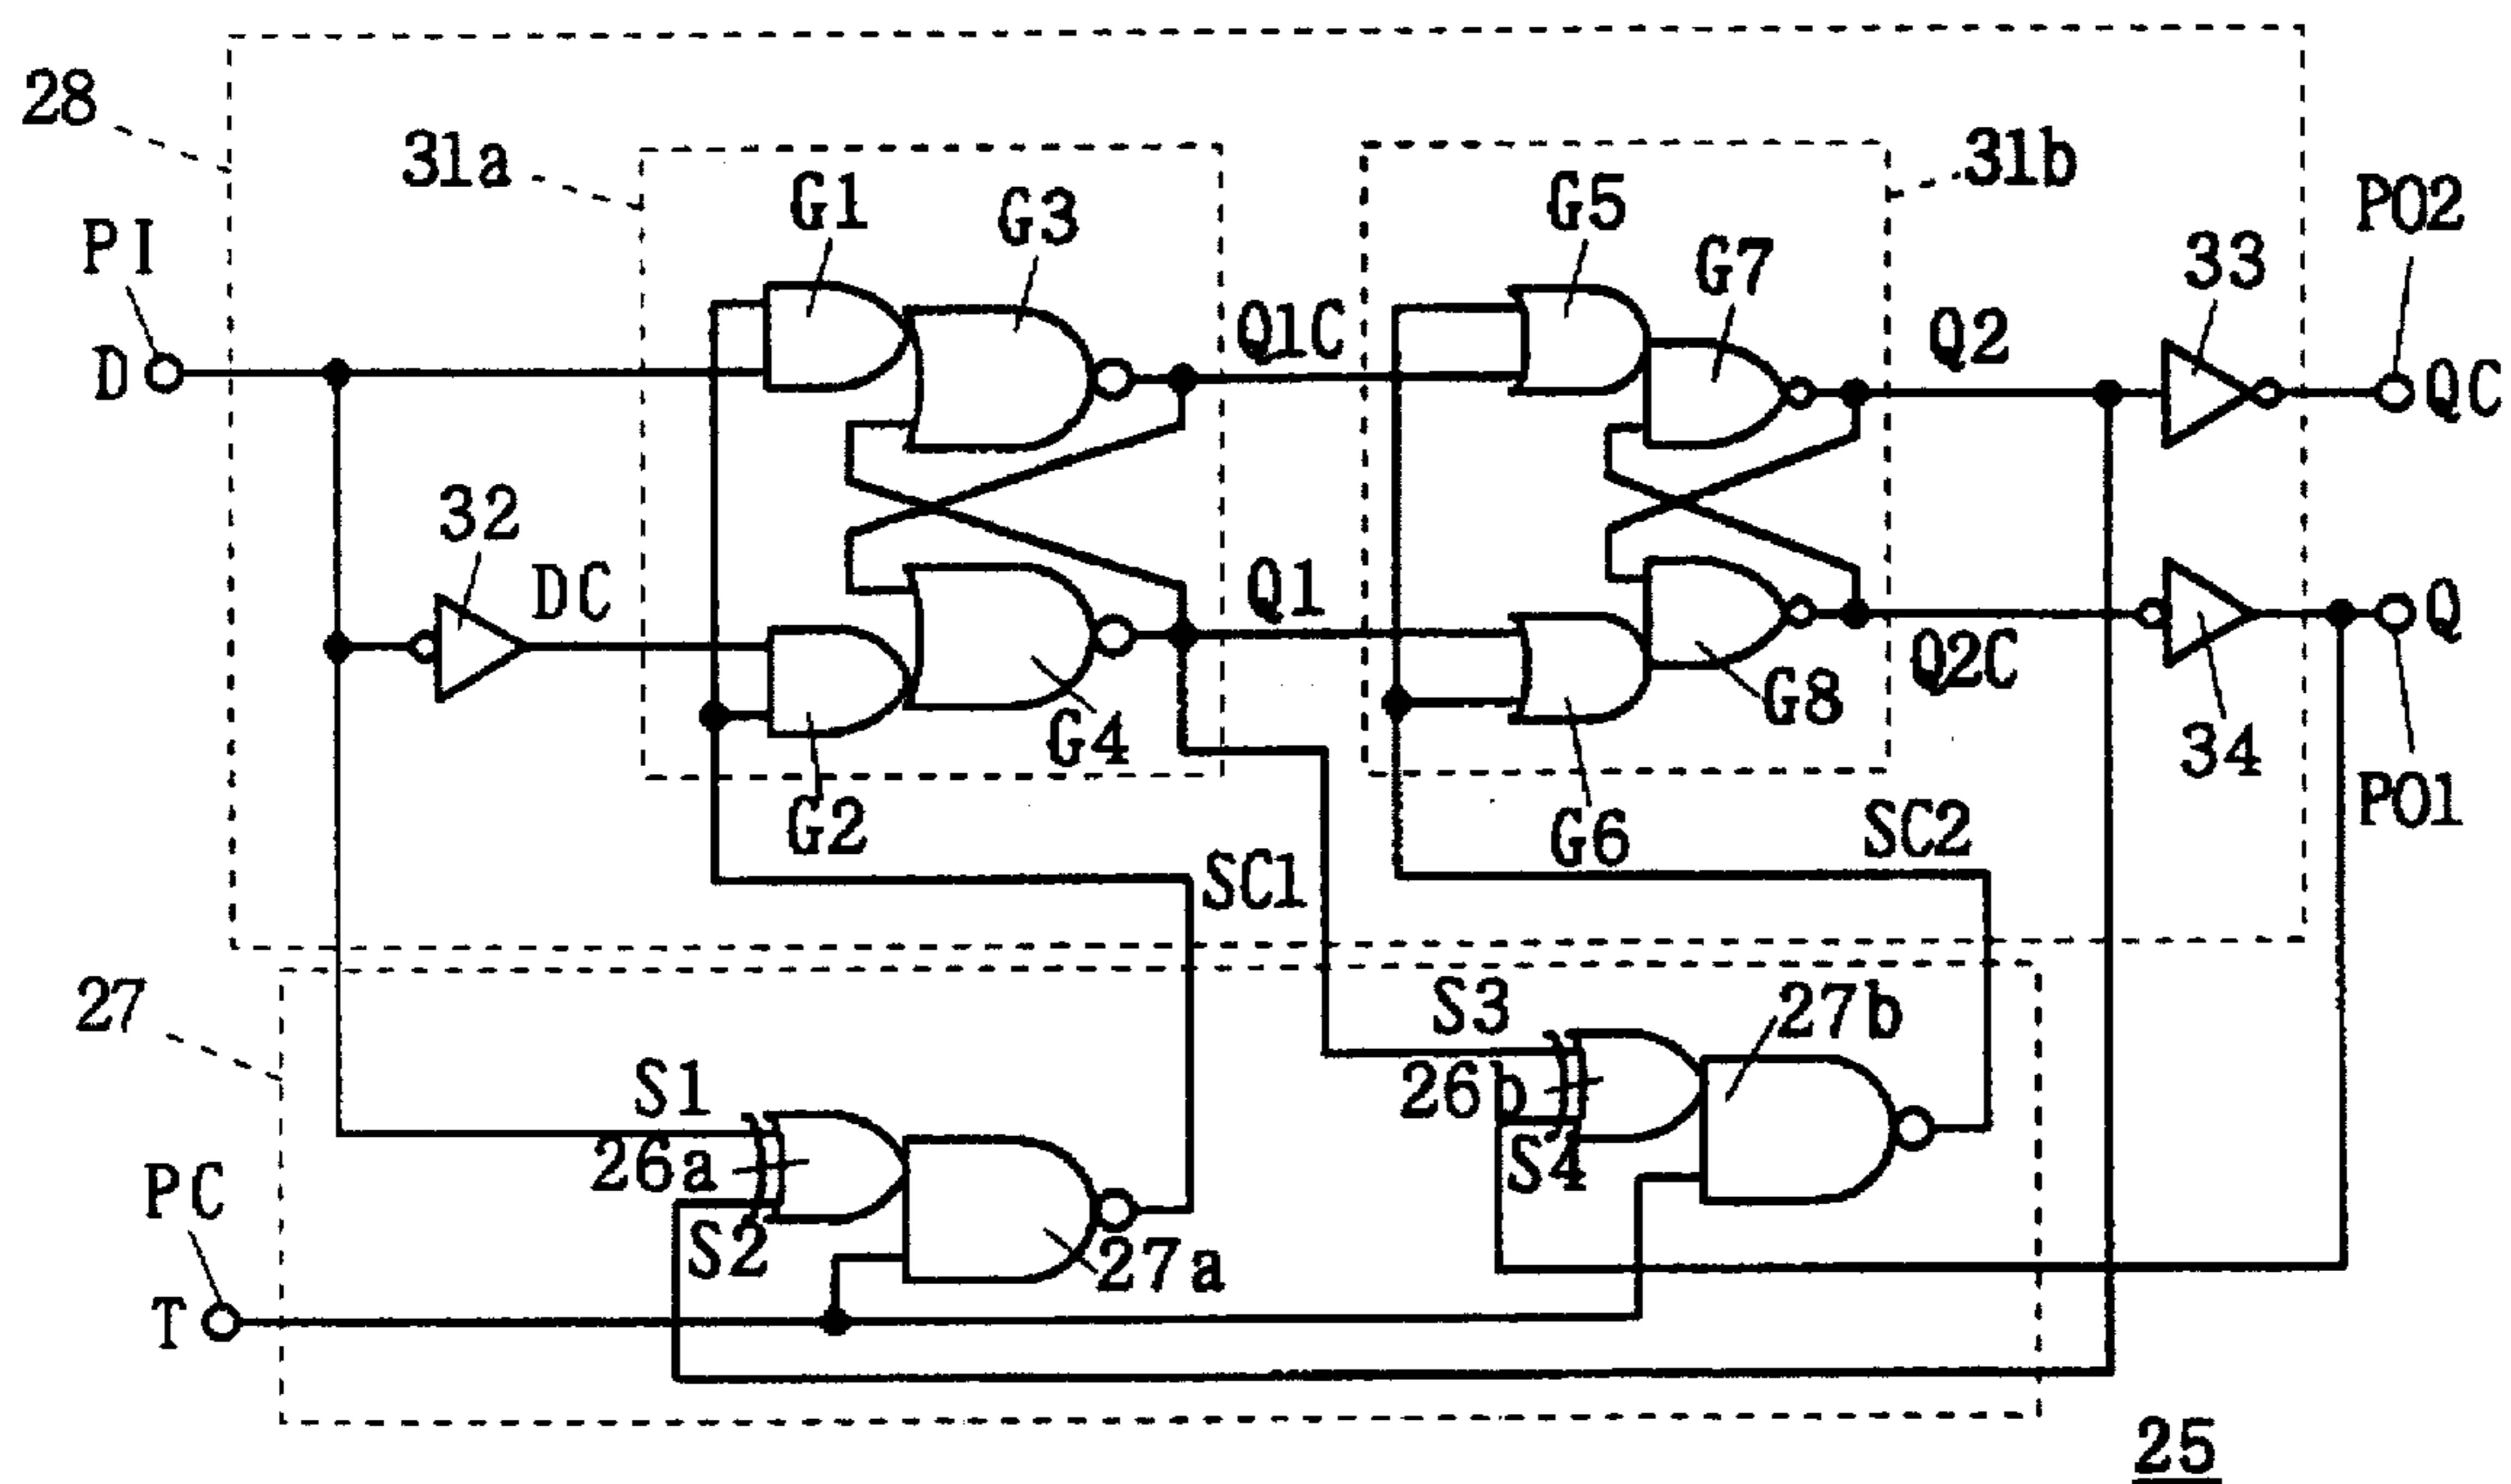 28
31a
31b
PI
G1
G3
G5
G7
PO2
33
D
Q1C
Q2
QC
32
DC
Q1
Q
Q2C
G4
G8
34
G2
G6
SC2
PO1
SC1
27
S3
27b
S1
26b
26a
S4
PC
S2
27a
T
25